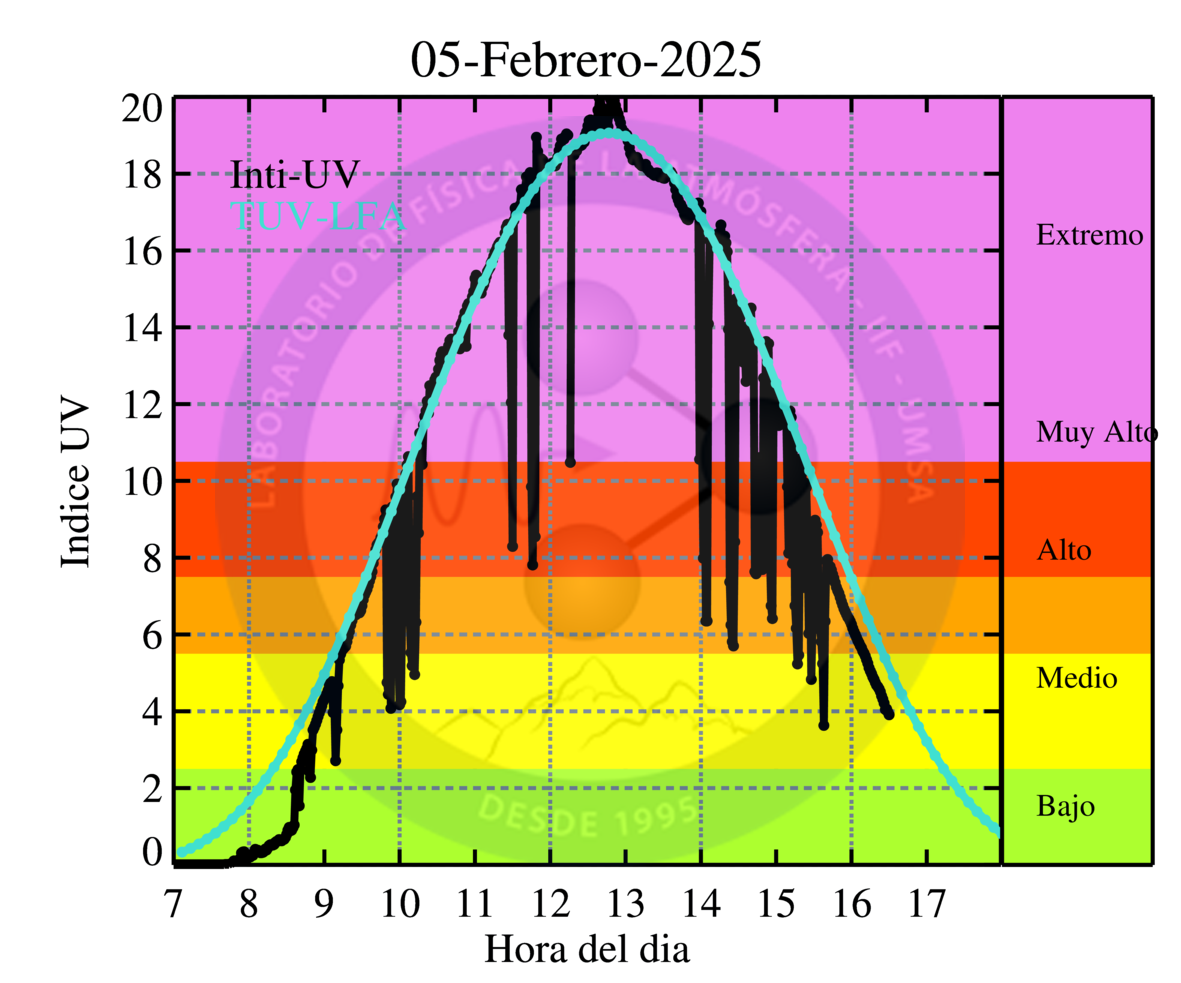 05-Febrero-2025
20
18
16
14
12
10
8
6
4
2
0
Indice UV
Inti-UV
TUV-LFA
LABORATORIO DE FÍSICA DE LA ATMÓSFERA - IIF - UMSA
DESDE 1995
Extremo
Muy Alto
Alto
Medio
Bajo
7 8 9 10 11 12 13 14 15 16 17
Hora del dia